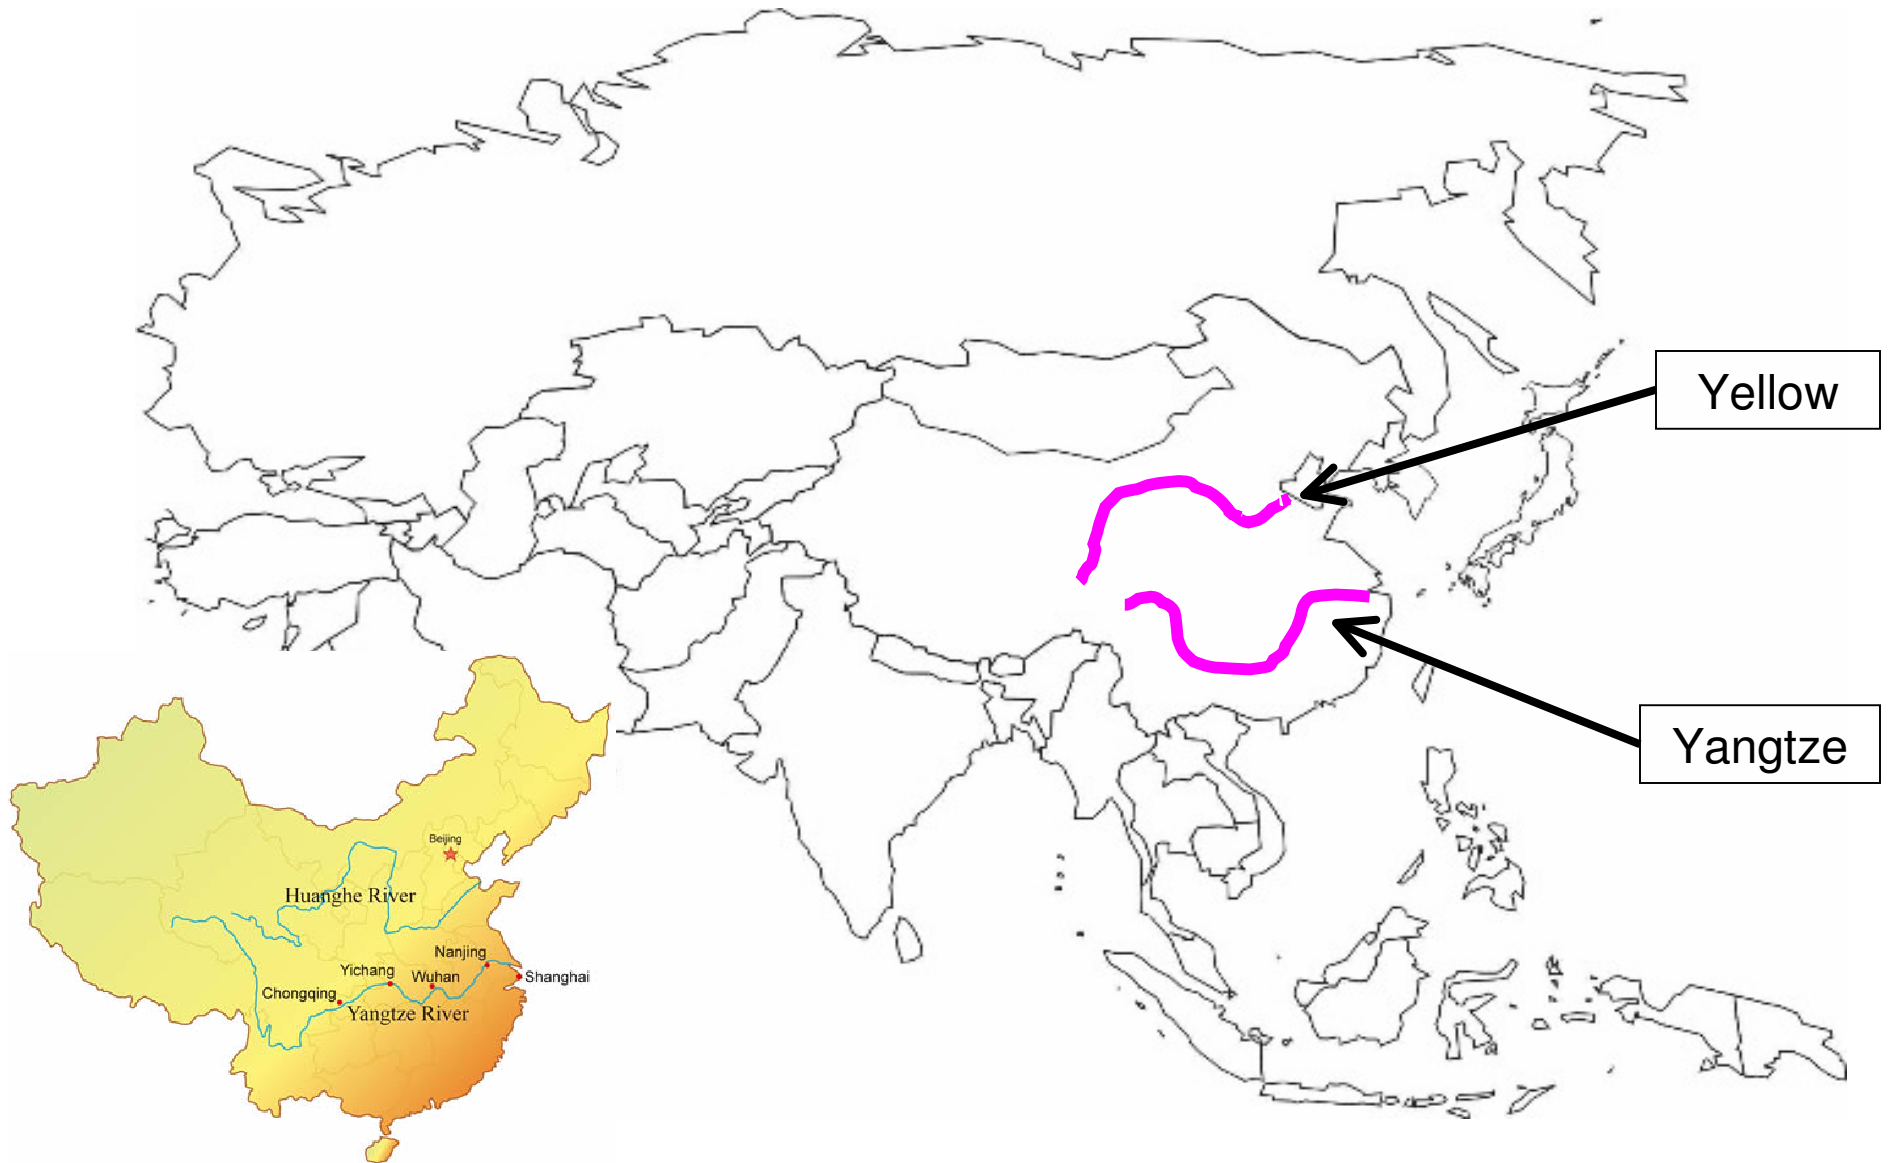 Yellow
Yangtze
Beijing
Huanghe River
Nanjing
Yichang
Wuhan
Shanghai
Chongqing
Yangtze River